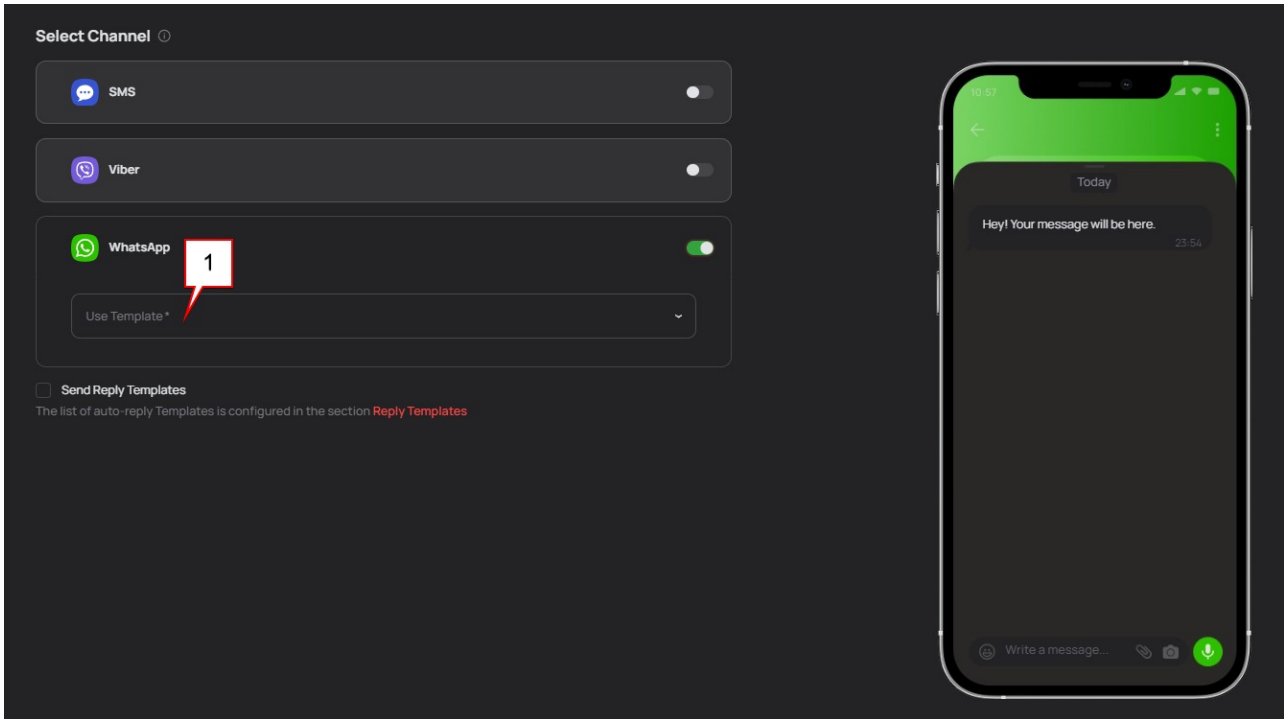 Select Channel
SMS
Viber
WhatsApp
1
Use Template*
Send Reply Templates
The list of auto-reply Templates is configured in the section Reply Templates
10:57
Today
Hey! Your message will be here.
23:54
Write a message...